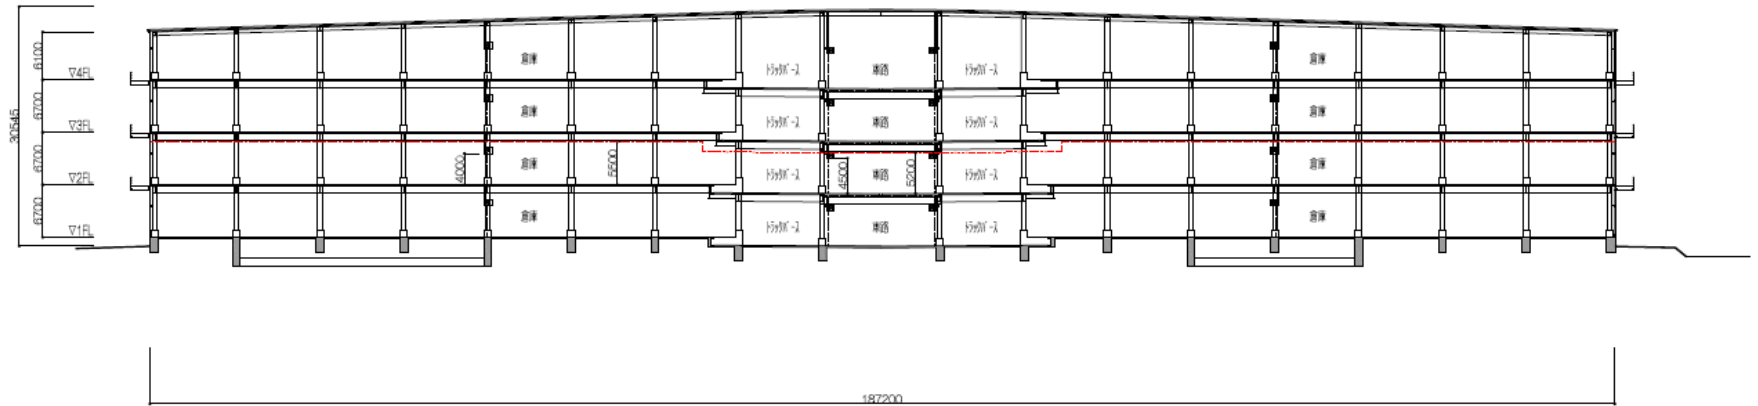 6100
▽4FL
倉庫
トラックバース
車路
トラックバース
倉庫
30545
6700
▽3FL
倉庫
トラックバース
車路
トラックバース
倉庫
6700
▽2FL
4000
倉庫
5500
トラックバース
4500
車路
5200
トラックバース
倉庫
6700
▽1FL
倉庫
トラックバース
車路
トラックバース
倉庫
187200